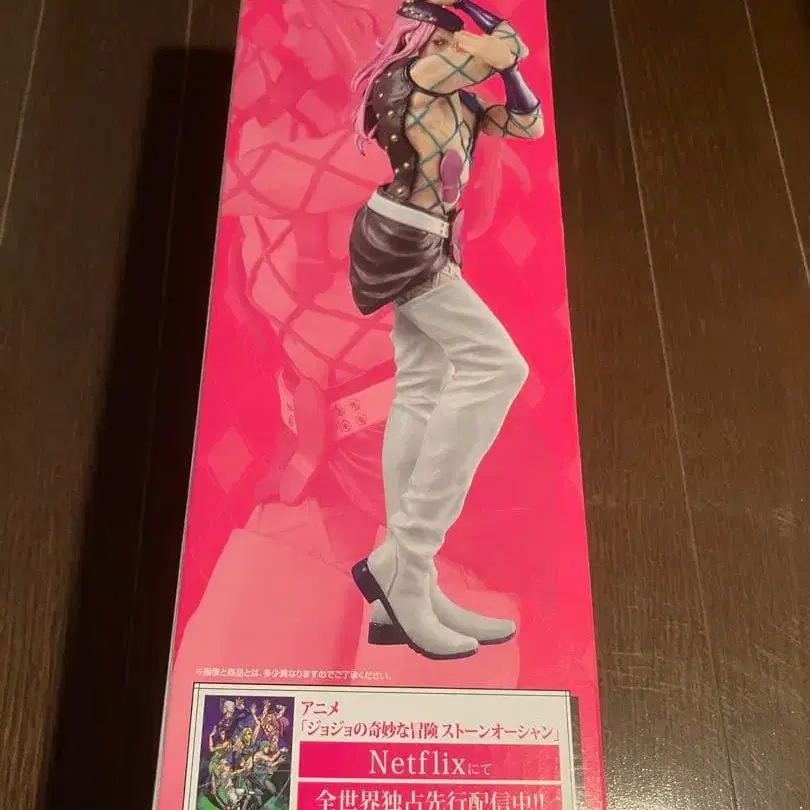 ※画像と商品とは、多少異なりますのでご了承ください。
アニメ
「ジョジョの奇妙な冒険 ストーンオーシャン」
Netflixにて
全世界独占先行配信中!!